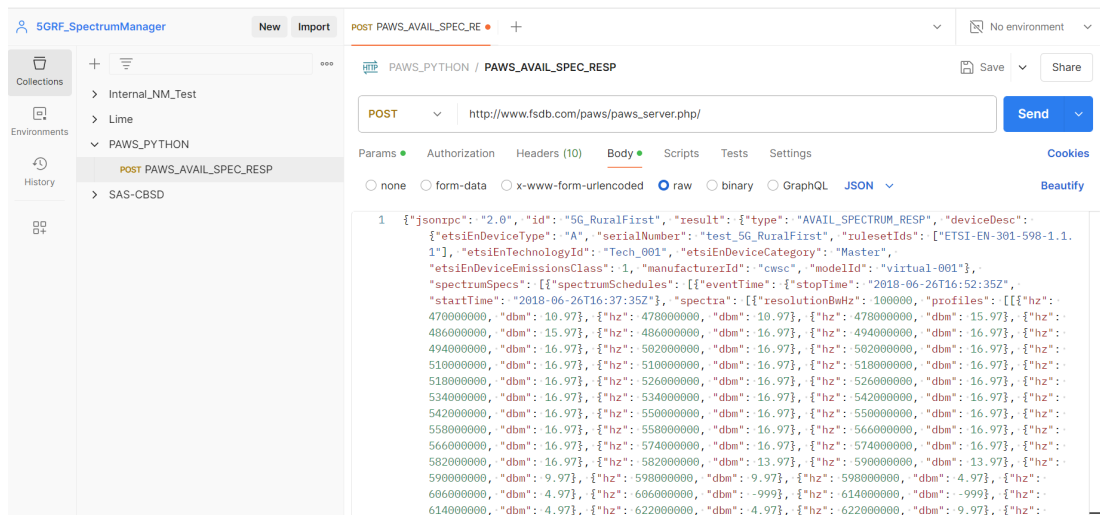 5GRF_SpectrumManager
New
Import
POST PAWS_AVAIL_SPEC_RE
No environment
Collections
Environments
History
Internal_NM_Test
Lime
PAWS_PYTHON
POST PAWS_AVAIL_SPEC_RESP
SAS-CBSD
HTTP PAWS_PYTHON / PAWS_AVAIL_SPEC_RESP
Save
Share
POST
http://www.fsdb.com/paws/paws_server.php/
Send
Params
Authorization
Headers (10)
Body
Scripts
Tests
Settings
Cookies
none
form-data
x-www-form-urlencoded
raw
binary
GraphQL
JSON
Beautify
1 {"jsonrpc": "2.0", "id": "5G_RuralFirst", "result": {"type": "AVAIL_SPECTRUM_RESP", "deviceDesc":
{"etsiEnDeviceType": "A", "serialNumber": "test_5G_RuralFirst", "rulesetIds": ["ETSI-EN-301-598-1.1.
1"], "etsiEnTechnologyId": "Tech_001", "etsiEnDeviceCategory": "Master",
"etsiEnDeviceEmissionsClass": 1, "manufacturerId": "cwsc", "modelId": "virtual-001"},
"spectrumSpecs": [{"spectrumSchedules": [{"eventTime": {"stopTime": "2018-06-26T16:52:35Z",
"startTime": "2018-06-26T16:37:35Z"}, "spectra": [{"resolutionBwHz": 100000, "profiles": [[{"hz":
470000000, "dbm": 10.97}, {"hz": 478000000, "dbm": 10.97}, {"hz": 478000000, "dbm": 15.97}, {"hz":
486000000, "dbm": 15.97}, {"hz": 486000000, "dbm": 16.97}, {"hz": 494000000, "dbm": 16.97}, {"hz":
494000000, "dbm": 16.97}, {"hz": 502000000, "dbm": 16.97}, {"hz": 502000000, "dbm": 16.97}, {"hz":
510000000, "dbm": 16.97}, {"hz": 510000000, "dbm": 16.97}, {"hz": 518000000, "dbm": 16.97}, {"hz":
518000000, "dbm": 16.97}, {"hz": 526000000, "dbm": 16.97}, {"hz": 526000000, "dbm": 16.97}, {"hz":
534000000, "dbm": 16.97}, {"hz": 534000000, "dbm": 16.97}, {"hz": 542000000, "dbm": 16.97}, {"hz":
542000000, "dbm": 16.97}, {"hz": 550000000, "dbm": 16.97}, {"hz": 550000000, "dbm": 16.97}, {"hz":
558000000, "dbm": 16.97}, {"hz": 558000000, "dbm": 16.97}, {"hz": 566000000, "dbm": 16.97}, {"hz":
566000000, "dbm": 16.97}, {"hz": 574000000, "dbm": 16.97}, {"hz": 574000000, "dbm": 16.97}, {"hz":
582000000, "dbm": 16.97}, {"hz": 582000000, "dbm": 13.97}, {"hz": 590000000, "dbm": 13.97}, {"hz":
590000000, "dbm": 9.97}, {"hz": 598000000, "dbm": 9.97}, {"hz": 598000000, "dbm": 4.97}, {"hz":
606000000, "dbm": 4.97}, {"hz": 606000000, "dbm": -999}, {"hz": 614000000, "dbm": -999}, {"hz":
614000000, "dbm": 4.97}, {"hz": 622000000, "dbm": 4.97}, {"hz": 622000000, "dbm": 9.97}, {"hz":